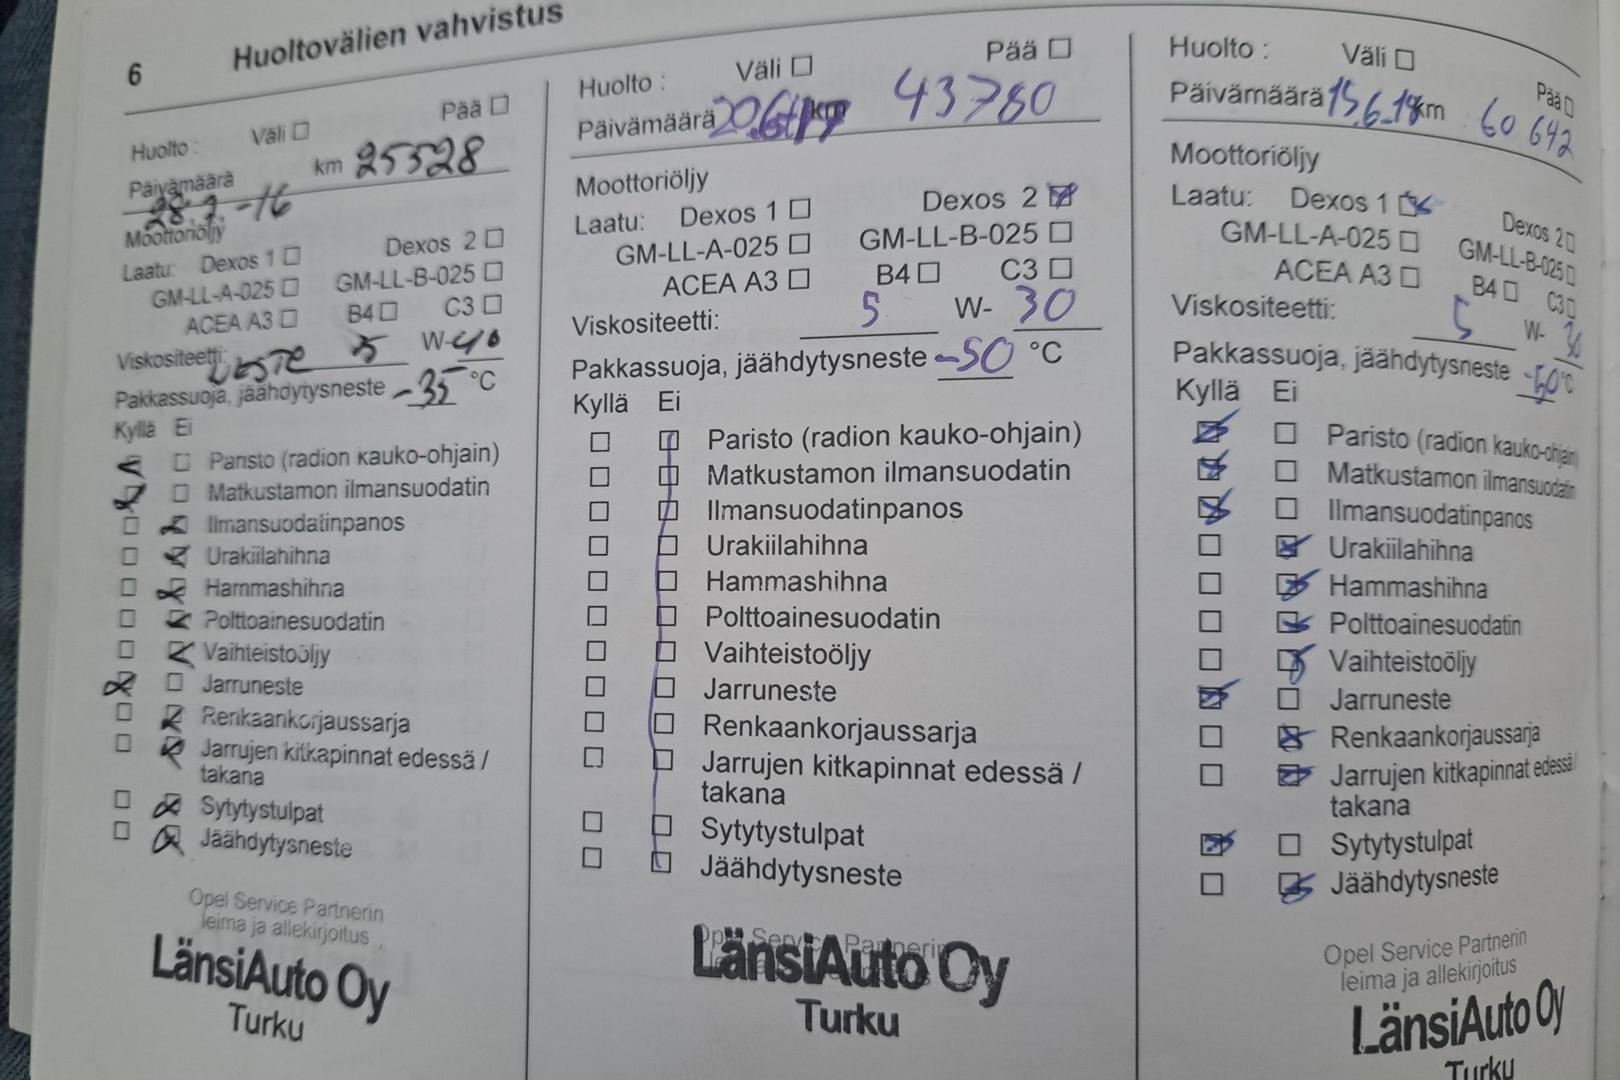 6 Huoltovälien vahvistus
Huolto : Väli ☐ Pää ☐
Päivämäärä km 25528
28.7.-16
Moottoriöljy
Laatu: Dexos 1 ☐ Dexos 2 ☐
GM-LL-A-025 ☐ GM-LL-B-025 ☐
ACEA A3 ☐ B4 ☐ C3 ☐
Viskositeetti: 5 W-40
Pakkassuoja, jäähdytysneste -35 °C
Kyllä Ei
☒ ☐ Paristo (radion kauko-ohjain)
☒ ☐ Matkustamon ilmansuodatin
☐ ☒ Ilmansuodatinpanos
☐ ☒ Urakiilahihna
☐ ☒ Hammashihna
☐ ☒ Polttoainesuodatin
☐ ☒ Vaihteistoöljy
☒ ☐ Jarruneste
☐ ☒ Renkaankorjaussarja
☐ ☒ Jarrujen kitkapinnat edessä /
takana
☐ ☒ Sytytystulpat
☐ ☒ Jäähdytysneste
Opel Service Partnerin
leima ja allekirjoitus
LänsiAuto Oy
Turku
Huolto : Väli ☐ Pää ☐
Päivämäärä km 43780
Moottoriöljy
Laatu: Dexos 1 ☐ Dexos 2 ☒
GM-LL-A-025 ☐ GM-LL-B-025 ☐
ACEA A3 ☐ B4 ☐ C3 ☐
Viskositeetti: 5 W- 30
Pakkassuoja, jäähdytysneste -50 °C
Kyllä Ei
☐ ☐ Paristo (radion kauko-ohjain)
☐ ☐ Matkustamon ilmansuodatin
☐ ☐ Ilmansuodatinpanos
☐ ☐ Urakiilahihna
☐ ☐ Hammashihna
☐ ☐ Polttoainesuodatin
☐ ☐ Vaihteistoöljy
☐ ☐ Jarruneste
☐ ☐ Renkaankorjaussarja
☐ ☐ Jarrujen kitkapinnat edessä /
takana
☐ ☐ Sytytystulpat
☐ ☐ Jäähdytysneste
Opel Service Partnerin
LänsiAuto Oy
Turku
Huolto : Väli ☐ Pää ☐
Päivämäärä 15.6.18 km 60 642
Moottoriöljy
Laatu: Dexos 1 ☒ Dexos 2 ☐
GM-LL-A-025 ☐ GM-LL-B-025 ☐
ACEA A3 ☐ B4 ☐ C3 ☐
Viskositeetti: 5 W- 30
Pakkassuoja, jäähdytysneste -50 °C
Kyllä Ei
☒ ☐ Paristo (radion kauko-ohjain)
☒ ☐ Matkustamon ilmansuodatin
☒ ☐ Ilmansuodatinpanos
☐ ☒ Urakiilahihna
☐ ☒ Hammashihna
☐ ☒ Polttoainesuodatin
☐ ☒ Vaihteistoöljy
☒ ☐ Jarruneste
☐ ☒ Renkaankorjaussarja
☐ ☒ Jarrujen kitkapinnat edessä /
takana
☒ ☐ Sytytystulpat
☐ ☒ Jäähdytysneste
Opel Service Partnerin
leima ja allekirjoitus
LänsiAuto Oy
Turku